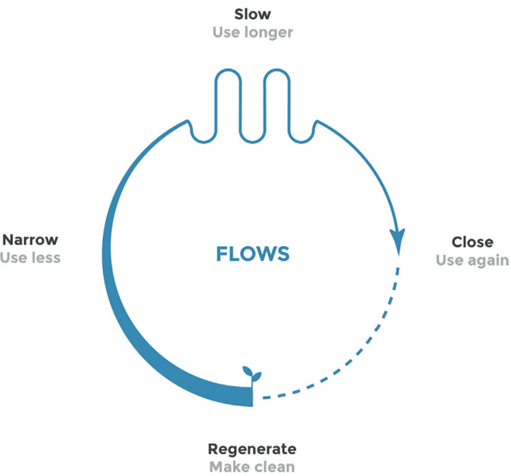 Slow
Use longer
Narrow
Use less
FLOWS
Close
Use again
Regenerate
Make clean